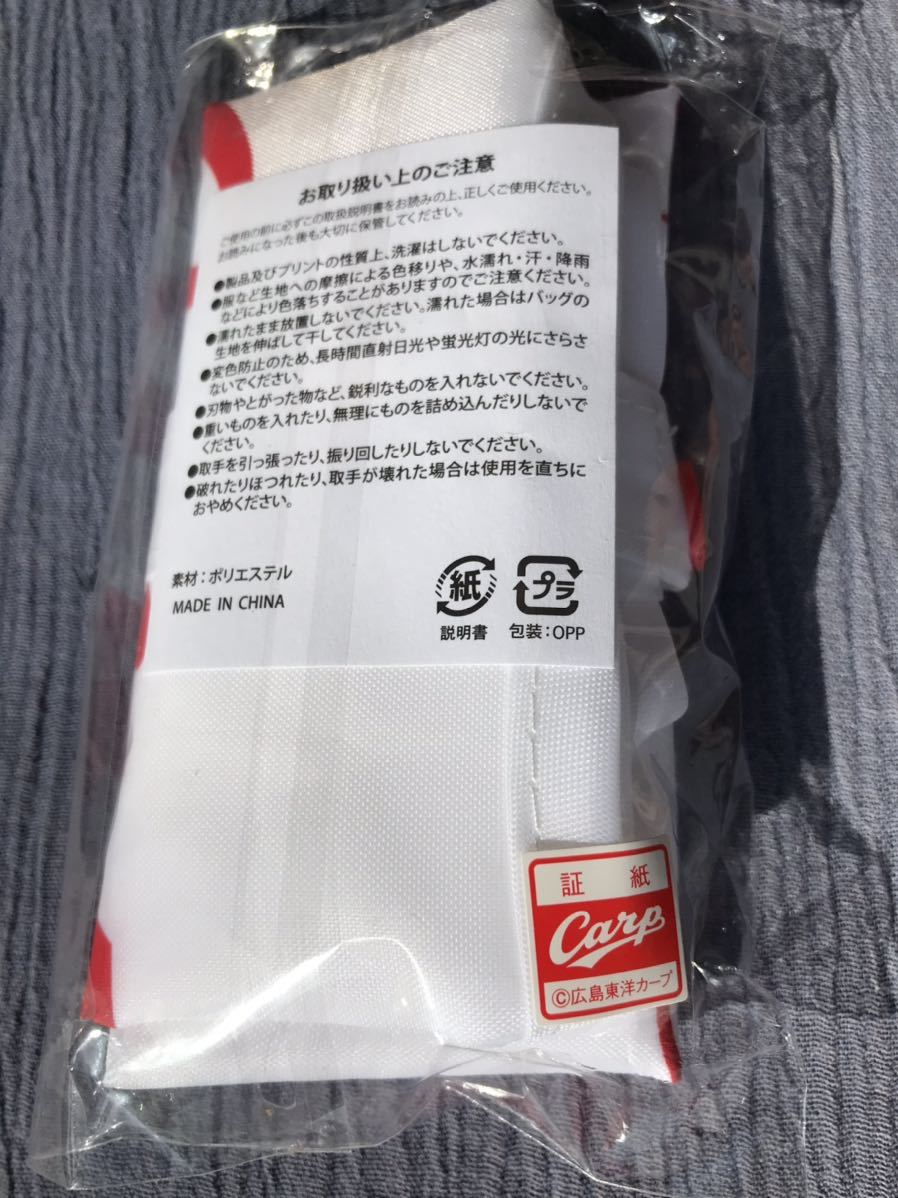 お取り扱い上のご注意
ご使用の前に必ずこの取扱説明書をお読みの上、正しくご使用ください。
お読みになった後も大切に保管してください。
●製品及びプリントの性質上、洗濯はしないでください。
●服など生地への摩擦による色移りや、水濡れ・汗・降雨
などにより色落ちすることがありますのでご注意ください。
●濡れたまま放置しないでください。濡れた場合はバッグの
生地を伸ばして干してください。
●変色防止のため、長時間直射日光や蛍光灯の光にさらさ
ないでください。
●刃物やとがった物など、鋭利なものを入れないでください。
●重いものを入れたり、無理にものを詰め込んだりしないで
ください。
●取手を引っ張ったり、振り回したりしないでください。
●破れたりほつれたり、取手が壊れた場合は使用を直ちに
おやめください。
素材：ポリエステル
MADE IN CHINA
紙
説明書
プラ
包装：OPP
証 紙
Carp
©広島東洋カープ